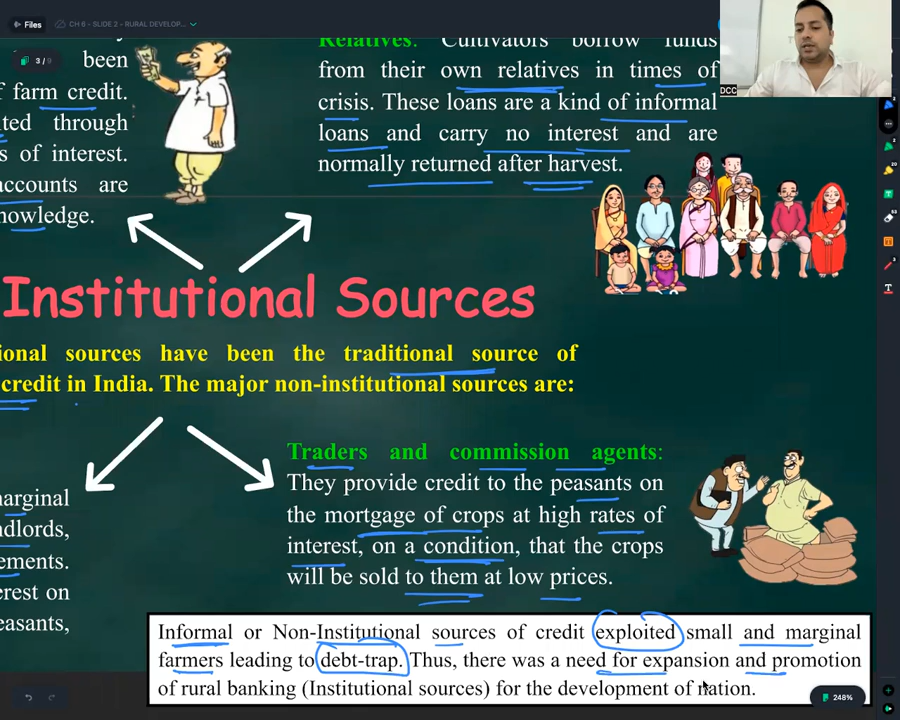 Files
CH 6 - SLIDE 2 - RURAL DEVELOP...
3 / 9
been
f farm credit.
ted through
s of interest.
accounts are
nowledge.
Relatives: Cultivators borrow funds
from their own relatives in times of
crisis. These loans are a kind of informal
loans and carry no interest and are
normally returned after harvest.
DCC
Institutional Sources
ional sources have been the traditional source of
credit in India. The major non-institutional sources are:
arginal
dlords,
ements.
erest on
easants,
Traders and commission agents:
They provide credit to the peasants on
the mortgage of crops at high rates of
interest, on a condition, that the crops
will be sold to them at low prices.
Informal or Non-Institutional sources of credit exploited small and marginal
farmers leading to debt-trap. Thus, there was a need for expansion and promotion
of rural banking (Institutional sources) for the development of nation.
248%